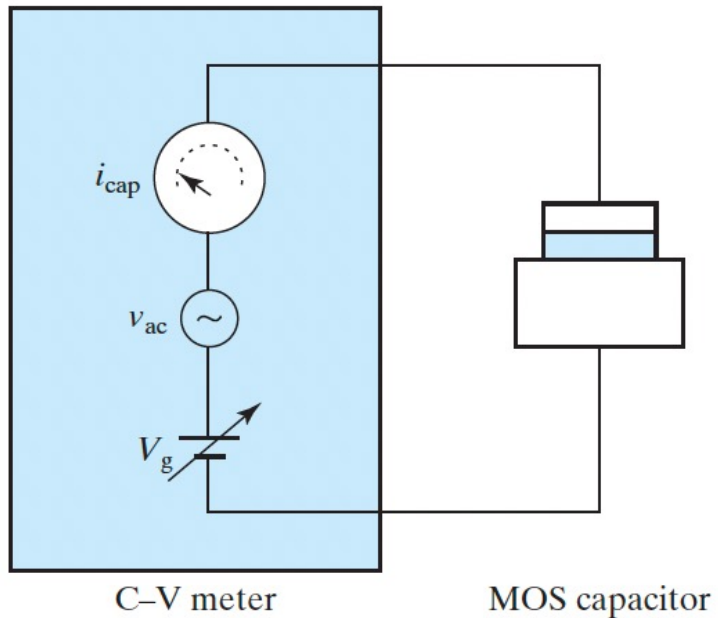 i_cap
v_ac
V_g
C–V meter
MOS capacitor